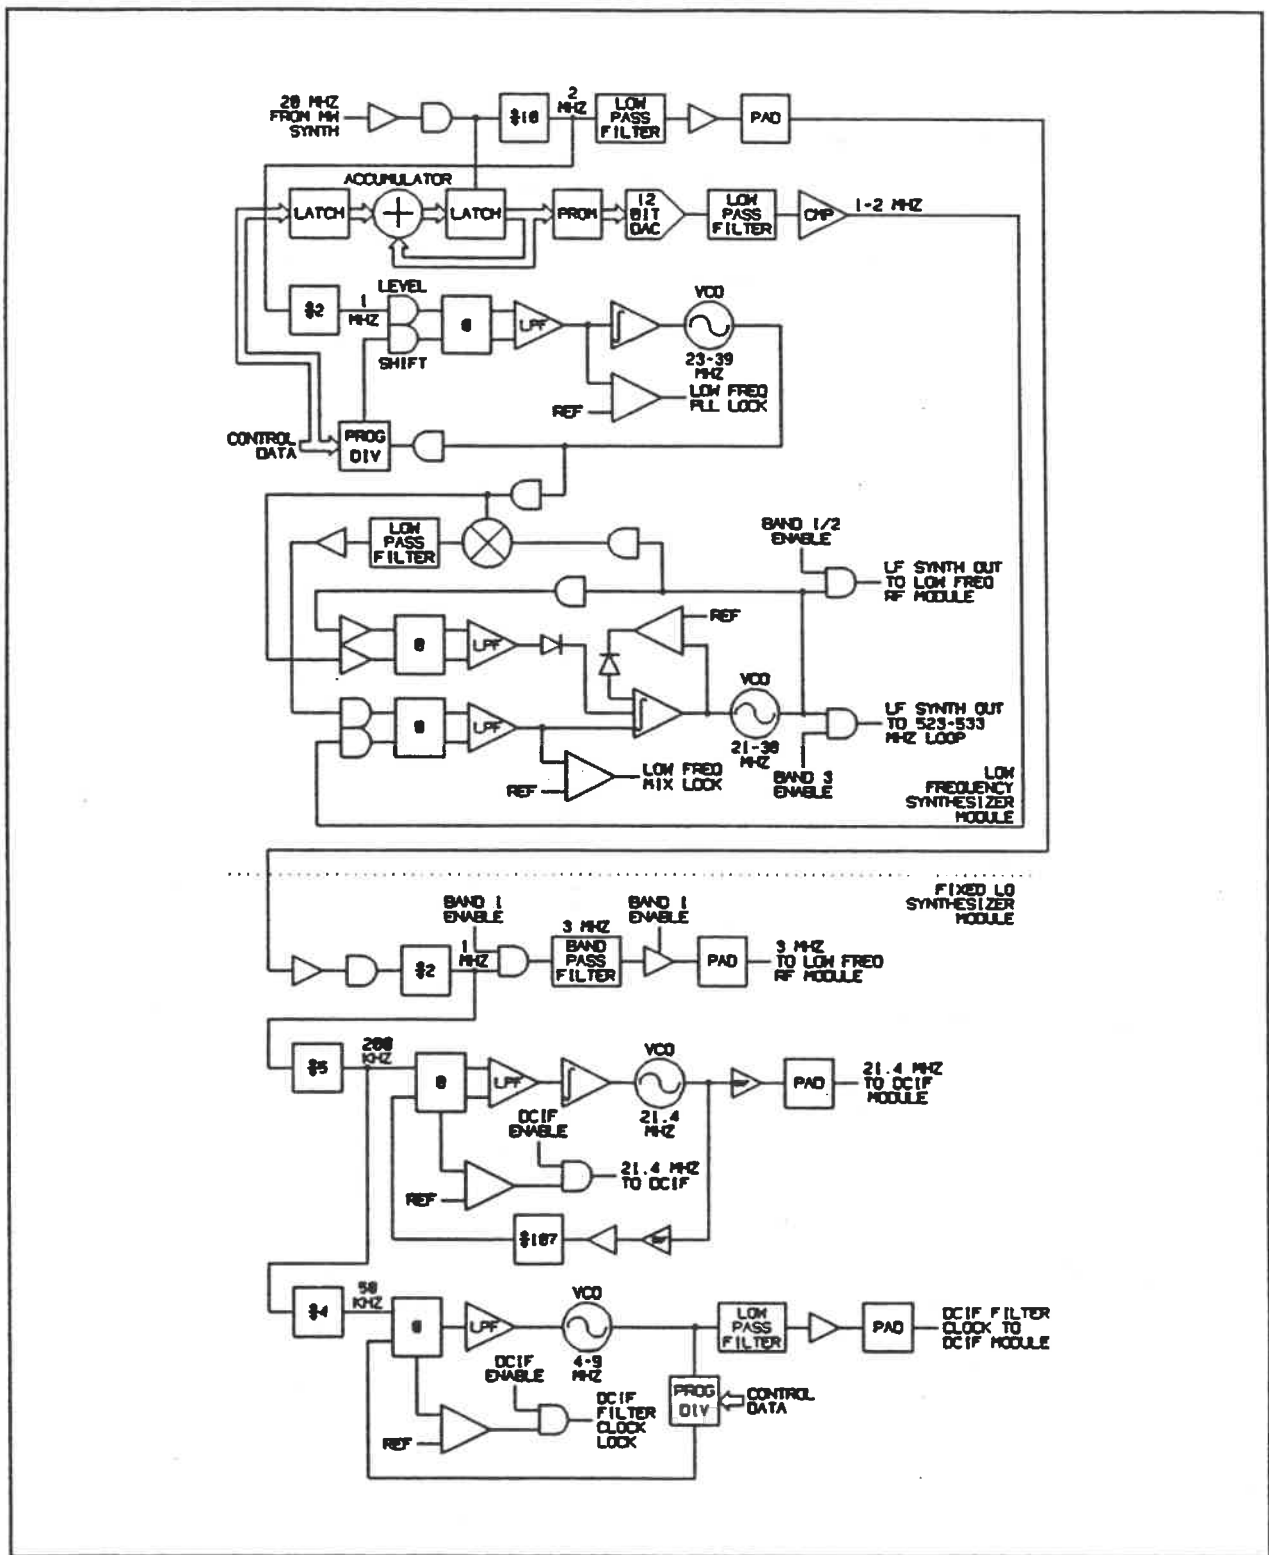 20 MHZ
FROM MW
SYNTH
÷10
2
MHZ
LOW
PASS
FILTER
PAD
ACCUMULATOR
LATCH
+
LATCH
PROM
12
BIT
DAC
LOW
PASS
FILTER
CMP
1-2 MHZ
÷2
1
MHZ
LEVEL
SHIFT
Ø
LPF
VCO
23-39
MHZ
REF
LOW FREQ
PLL LOCK
CONTROL
DATA
PROG
DIV
LOW
PASS
FILTER
BAND 1/2
ENABLE
LF SYNTH OUT
TO LOW FREQ
RF MODULE
REF
Ø
LPF
VCO
21-38
MHZ
Ø
LPF
LF SYNTH OUT
TO 523-533
MHZ LOOP
BAND 3
ENABLE
REF
LOW FREQ
MIX LOCK
LOW
FREQUENCY
SYNTHESIZER
MODULE
FIXED LO
SYNTHESIZER
MODULE
BAND 1
ENABLE
BAND 1
ENABLE
÷2
1
MHZ
3 MHZ
BAND
PASS
FILTER
PAD
3 MHZ
TO LOW FREQ
RF MODULE
÷5
200
KHZ
Ø
LPF
VCO
21.4
MHZ
PAD
21.4 MHZ
TO DCIF
MODULE
DCIF
ENABLE
REF
21.4 MHZ
TO DCIF
÷107
÷4
50
KHZ
Ø
LPF
VCO
4-9
MHZ
LOW
PASS
FILTER
PAD
DCIF FILTER
CLOCK TO
DCIF MODULE
DCIF
ENABLE
REF
DCIF
FILTER
CLOCK
LOCK
PROG
DIV
CONTROL
DATA